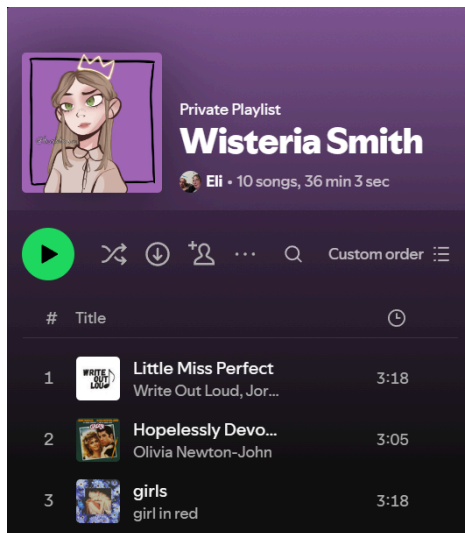 Private Playlist
Wisteria Smith
Eli • 10 songs, 36 min 3 sec
Custom order
# Title
1 Little Miss Perfect 3:18
Write Out Loud, Jor...
WRITE
OUT
LOUD
2 Hopelessly Devo... 3:05
Olivia Newton-John
3 girls 3:18
girl in red